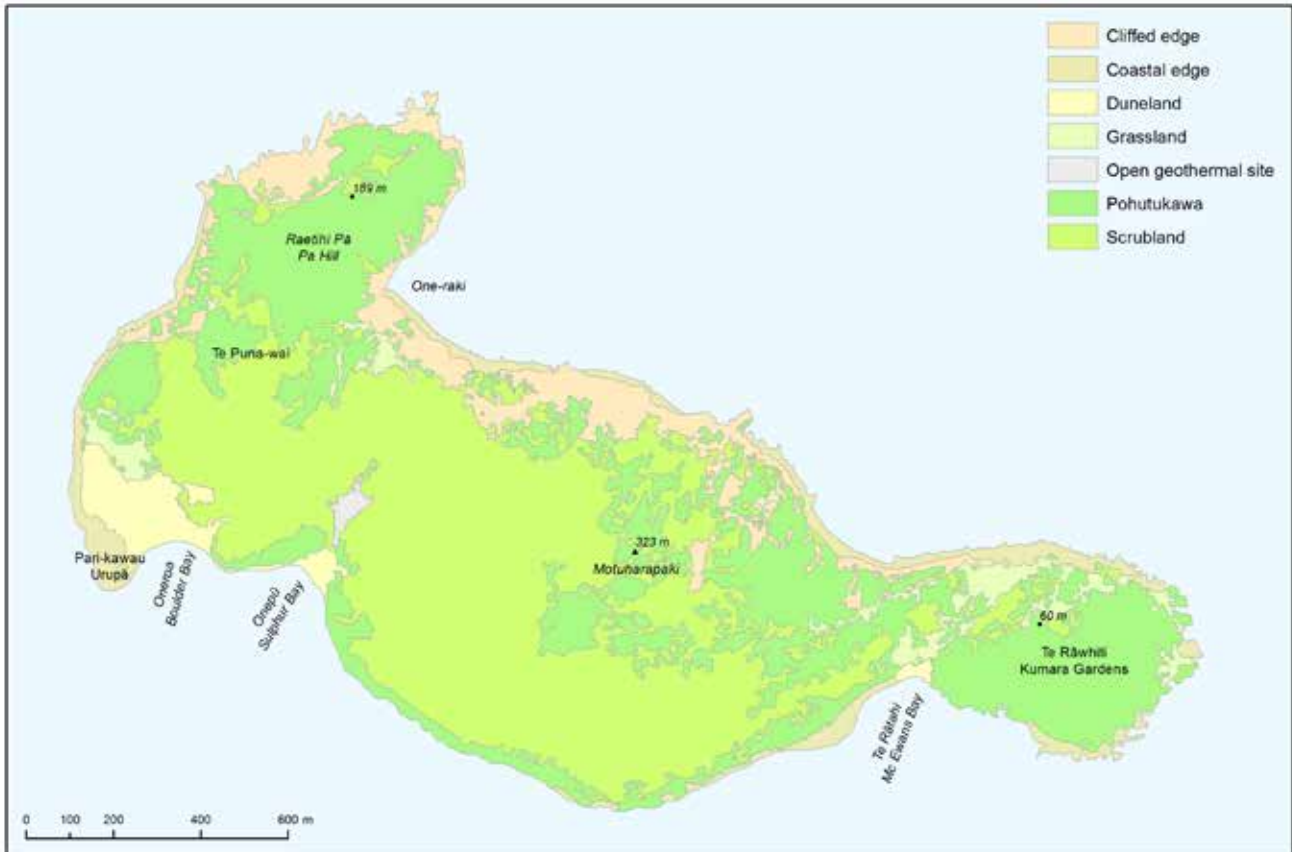 Cliffed edge
Coastal edge
Duneland
Grassland
Open geothermal site
Pohutukawa
Scrubland
189 m
Raetihi Pā
Pa Hill
One-raki
Te Puna-wai
323 m
Motuharapaki
Pari-kawau
Urupā
Oneroa
Boulder Bay
Onepū
Sulphur Bay
60 m
Te Rāwhiti
Kumara Gardens
Te Rātahi
Mc Ewans Bay
0 100 200 400 600 m